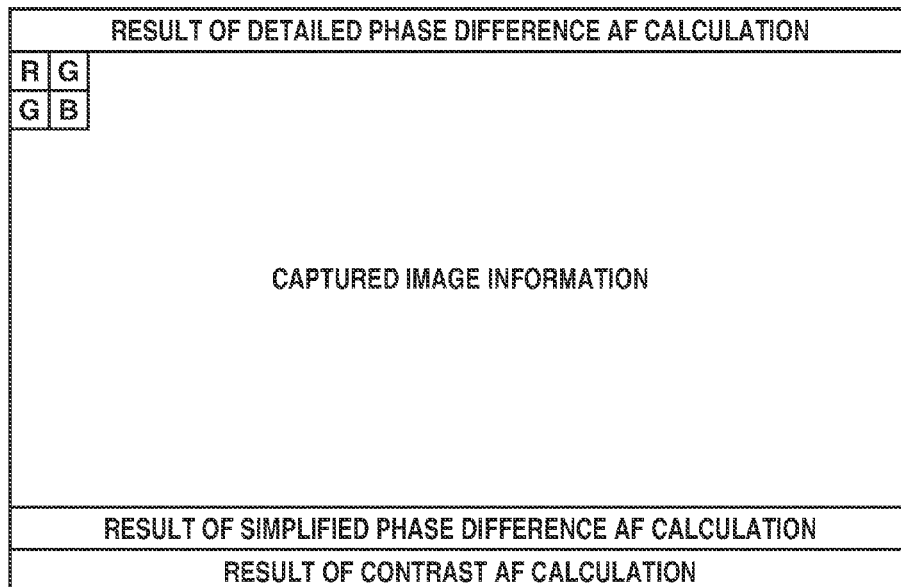 RESULT OF DETAILED PHASE DIFFERENCE AF CALCULATION
R G
G B
CAPTURED IMAGE INFORMATION
RESULT OF SIMPLIFIED PHASE DIFFERENCE AF CALCULATION
RESULT OF CONTRAST AF CALCULATION